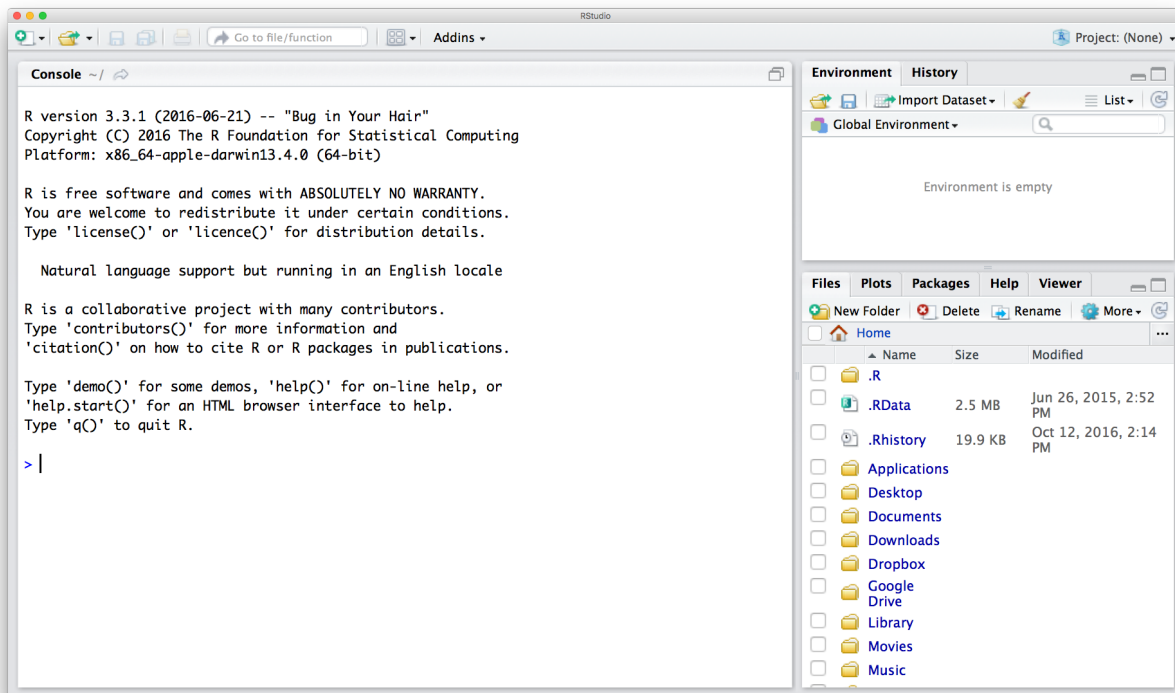 RStudio
Go to file/function
Addins
Project: (None)
Console ~/
R version 3.3.1 (2016-06-21) -- "Bug in Your Hair"
Copyright (C) 2016 The R Foundation for Statistical Computing
Platform: x86_64-apple-darwin13.4.0 (64-bit)
R is free software and comes with ABSOLUTELY NO WARRANTY.
You are welcome to redistribute it under certain conditions.
Type 'license()' or 'licence()' for distribution details.
Natural language support but running in an English locale
R is a collaborative project with many contributors.
Type 'contributors()' for more information and
'citation()' on how to cite R or R packages in publications.
Type 'demo()' for some demos, 'help()' for on-line help, or
'help.start()' for an HTML browser interface to help.
Type 'q()' to quit R.
>
Environment History
Import Dataset List
Global Environment
Environment is empty
Files Plots Packages Help Viewer
New Folder Delete Rename More
Home ...
Name Size Modified
.R
.RData 2.5 MB Jun 26, 2015, 2:52
PM
.Rhistory 19.9 KB Oct 12, 2016, 2:14
PM
Applications
Desktop
Documents
Downloads
Dropbox
Google
Drive
Library
Movies
Music